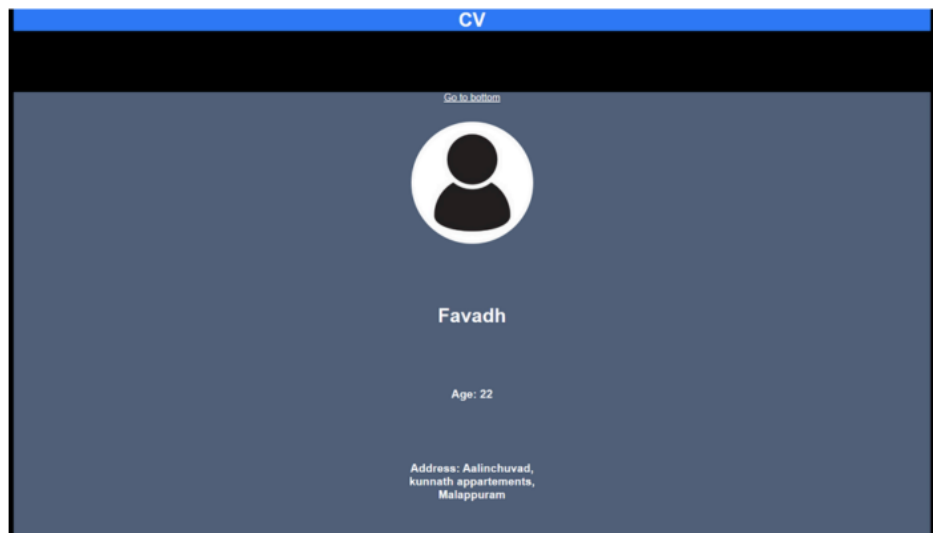 CV
Go to bottom
Favadh
Age: 22
Address: Aalinchuvad,
kunnath appartements,
Malappuram